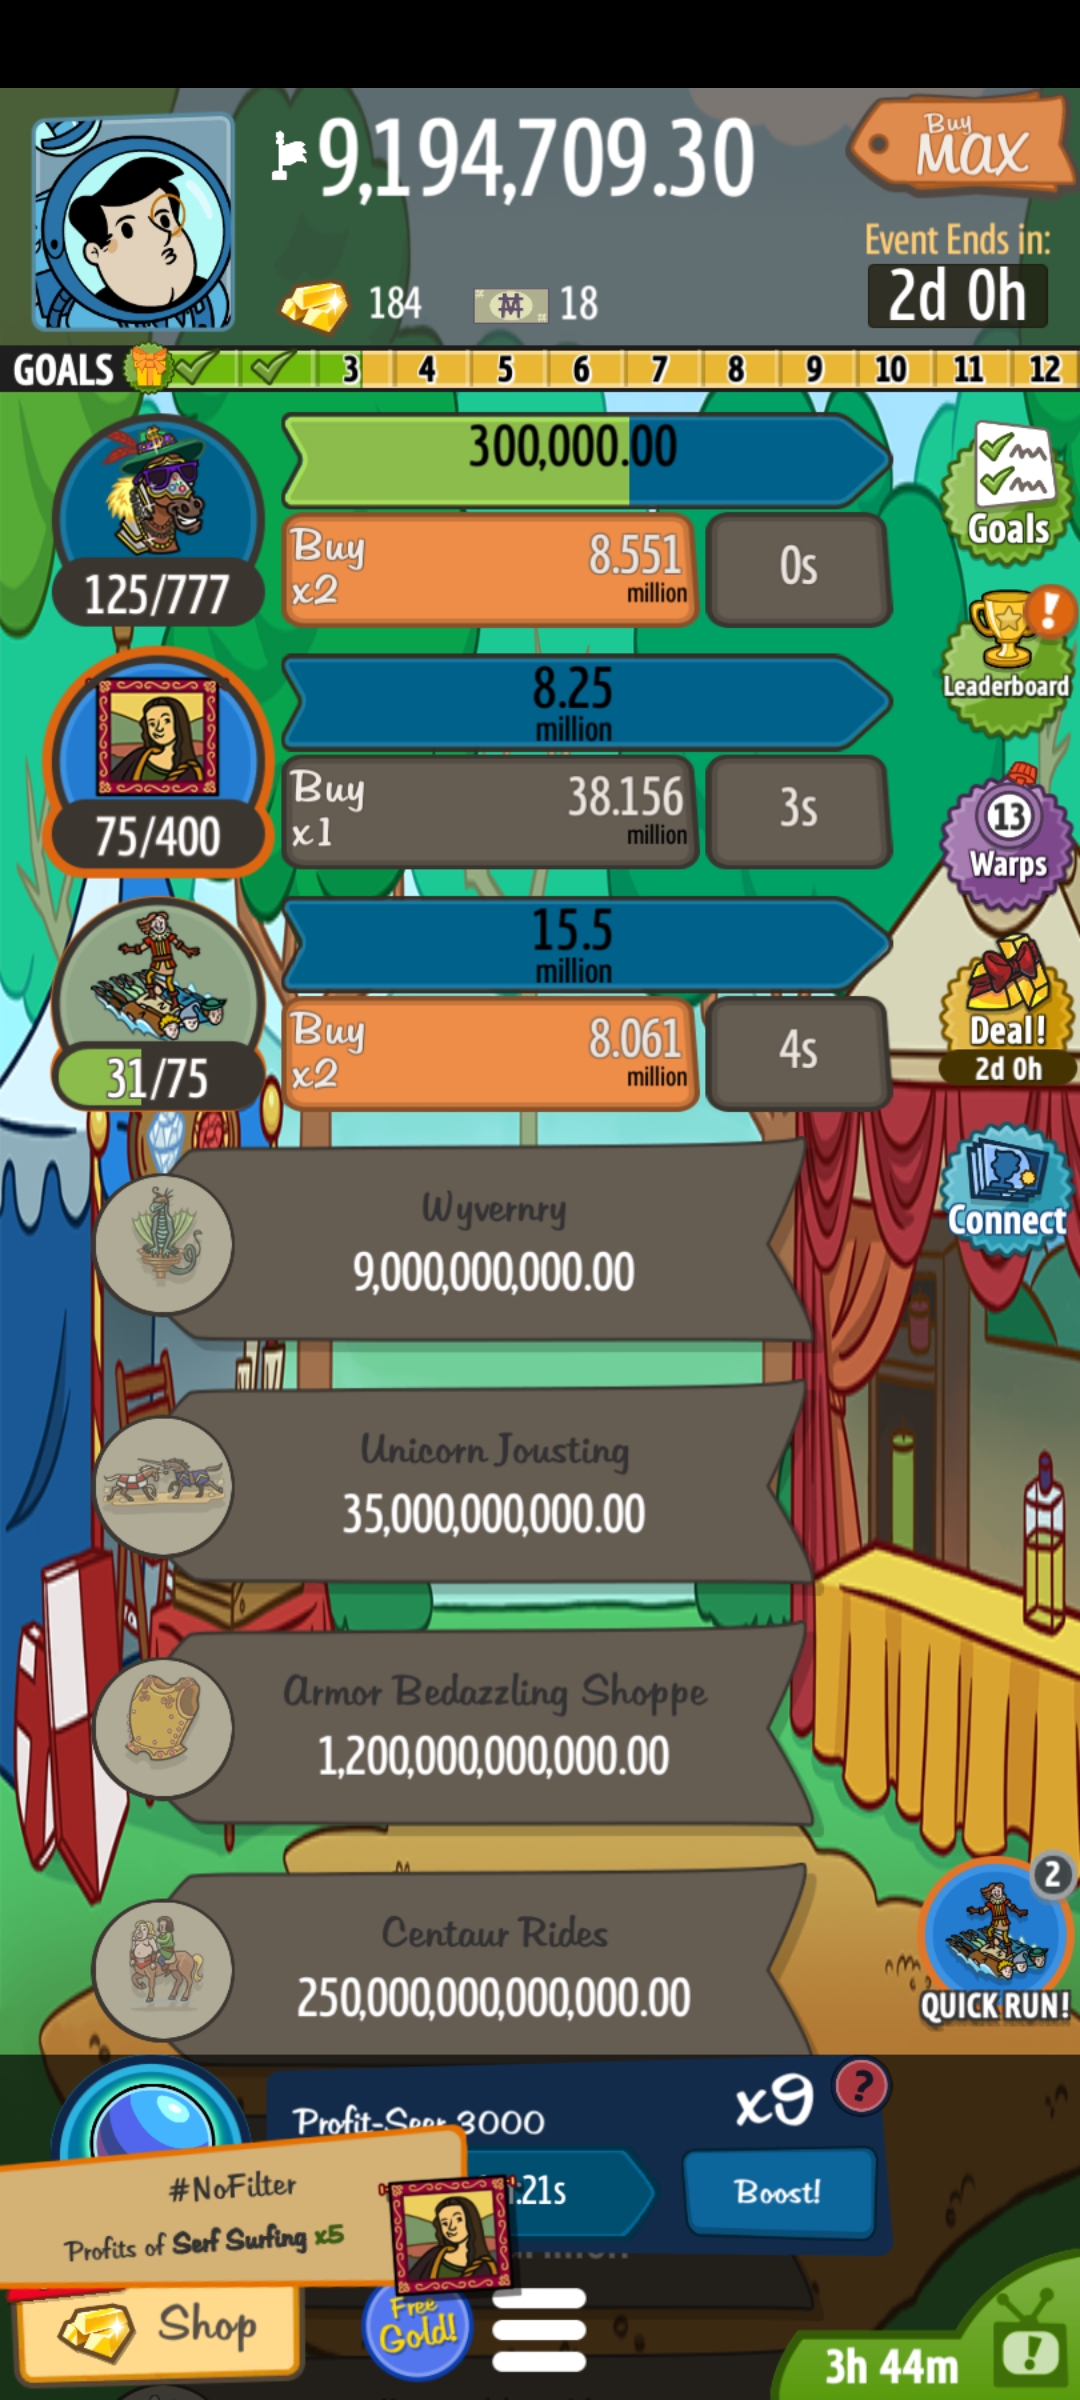 9,194,709.30
Buy
MAX
Event Ends in:
2d 0h
184
18
GOALS 3 4 5 6 7 8 9 10 11 12
300,000.00
Buy
x2
8.551
million
0s
125/777
Goals
!
Leaderboard
8.25
million
Buy
x1
38.156
million
3s
75/400
13
Warps
15.5
million
Buy
x2
8.061
million
4s
31/75
Deal!
2d 0h
Wyvernry
9,000,000,000.00
Connect
Unicorn Jousting
35,000,000,000.00
Armor Bedazzling Shoppe
1,200,000,000,000.00
Centaur Rides
250,000,000,000,000.00
2
QUICK RUN!
Profit-Seer 3000
x9
?
:21s
Boost!
#NoFilter
Profits of Serf Surfing x5
Shop
Free
Gold!
3h 44m
!